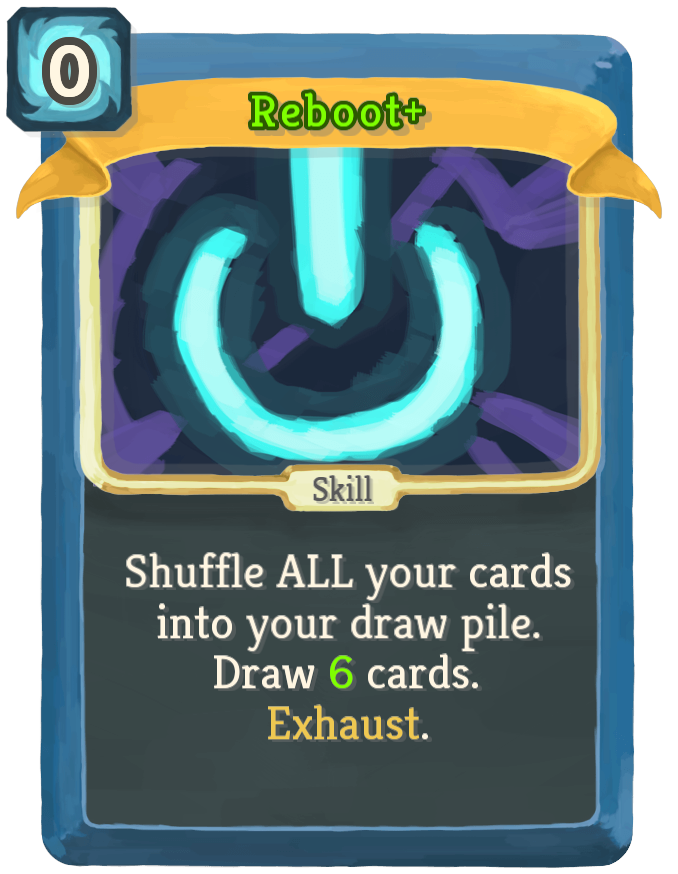 0
Reboot+
Skill
Shuffle ALL your cards
into your draw pile.
Draw 6 cards.
Exhaust.